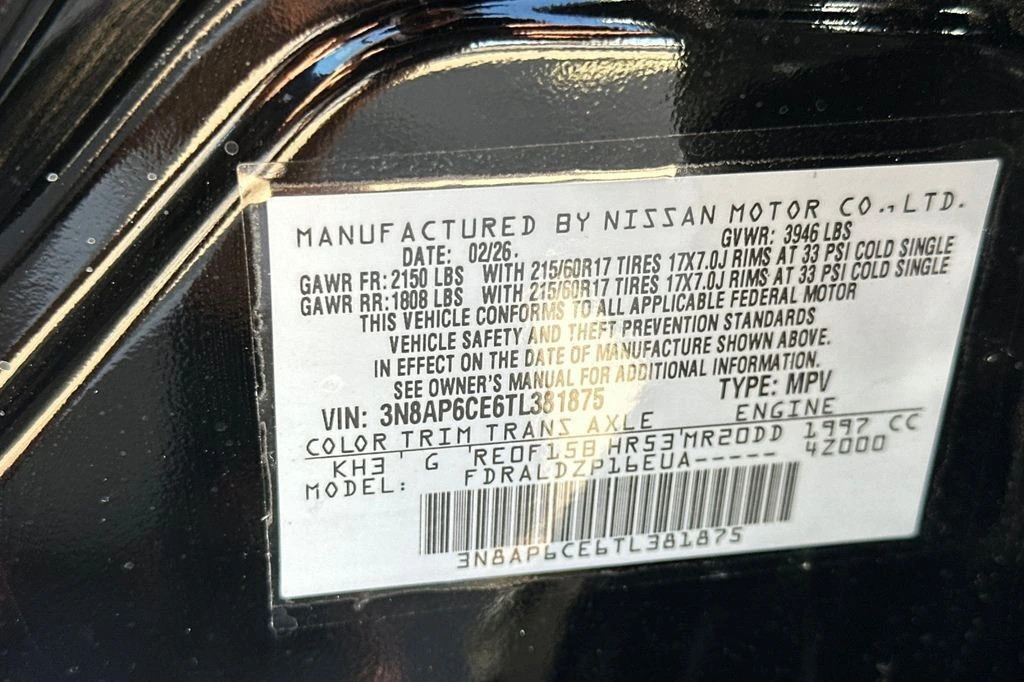 MANUFACTURED BY NISSAN MOTOR CO.,LTD.
DATE: 02/26. GVWR: 3946 LBS
GAWR FR: 2150 LBS WITH 215/60R17 TIRES 17X7.0J RIMS AT 33 PSI COLD SINGLE
GAWR RR: 1808 LBS WITH 215/60R17 TIRES 17X7.0J RIMS AT 33 PSI COLD SINGLE
THIS VEHICLE CONFORMS TO ALL APPLICABLE FEDERAL MOTOR
VEHICLE SAFETY AND THEFT PREVENTION STANDARDS
IN EFFECT ON THE DATE OF MANUFACTURE SHOWN ABOVE.
SEE OWNER'S MANUAL FOR ADDITIONAL INFORMATION.
VIN: 3N8AP6CE6TL381875 TYPE: MPV
COLOR TRIM TRANS AXLE ENGINE
KH3 G RE0F15B HR53 MR20DD 1997 CC
MODEL: FDRALDZP16EUA----- 4Z000
3N8AP6CE6TL381875